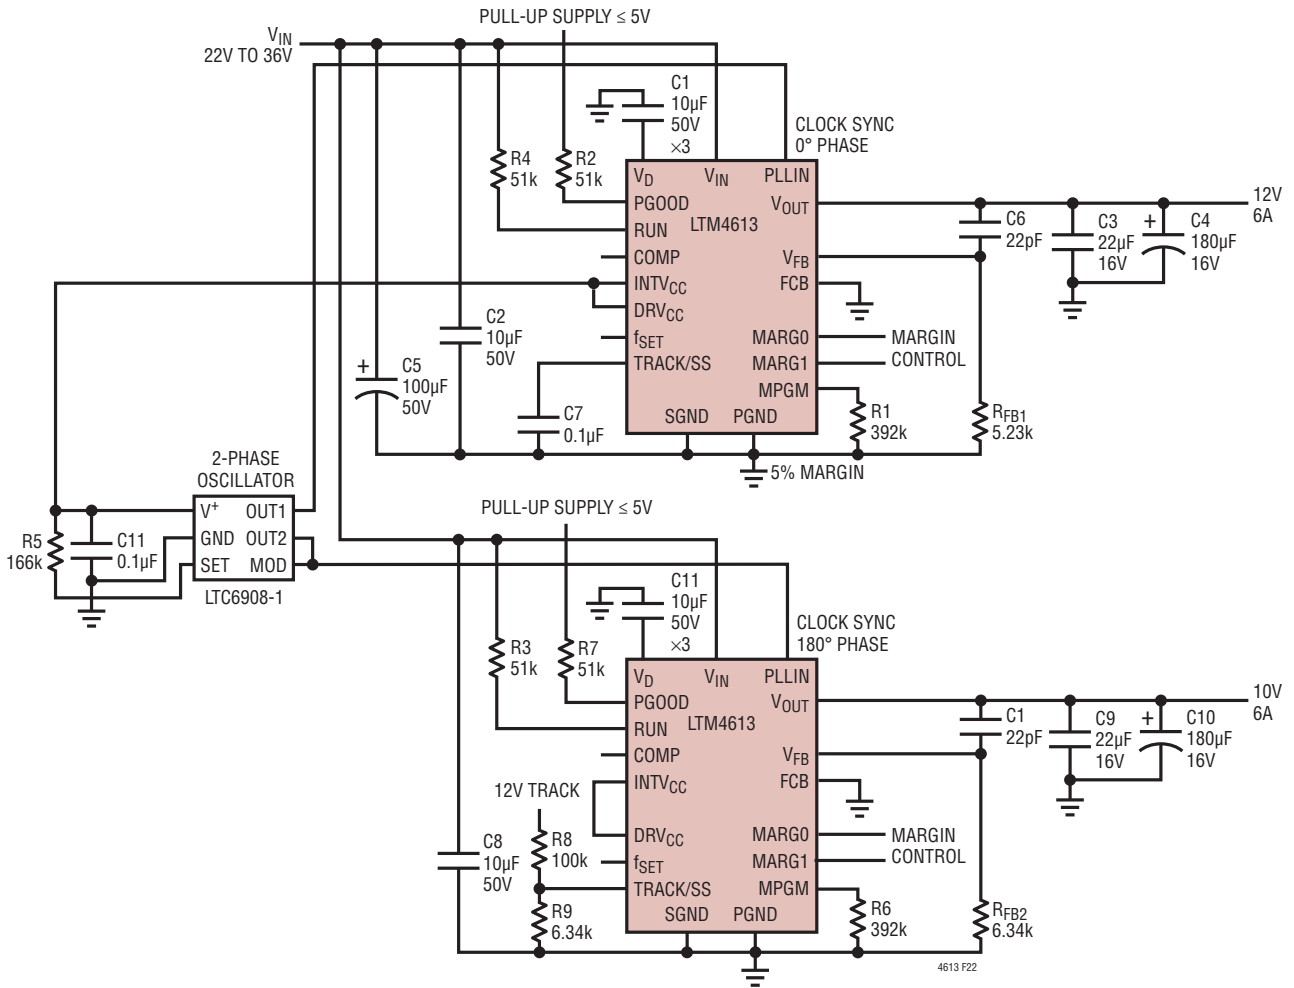 PULL-UP SUPPLY ≤ 5V
VIN
22V TO 36V
C1
10µF
50V
×3
CLOCK SYNC
0° PHASE
R4
51k
R2
51k
VD
VIN
PLLIN
PGOOD
LTM4613
VOUT
RUN
COMP
VFB
INTVCC
FCB
DRVCC
fSET
MARG0
TRACK/SS
MARG1
MPGM
SGND
PGND
MARGIN
CONTROL
12V
6A
C6
22pF
C3
22µF
16V
+
C4
180µF
16V
C2
10µF
50V
+
C5
100µF
50V
C7
0.1µF
R1
392k
RFB1
5.23k
5% MARGIN
2-PHASE
OSCILLATOR
V+
OUT1
GND
OUT2
SET
MOD
LTC6908-1
R5
166k
C11
0.1µF
PULL-UP SUPPLY ≤ 5V
C11
10µF
50V
×3
CLOCK SYNC
180° PHASE
R3
51k
R7
51k
VD
VIN
PLLIN
PGOOD
LTM4613
VOUT
RUN
COMP
VFB
INTVCC
FCB
DRVCC
fSET
MARG0
TRACK/SS
MARG1
MPGM
SGND
PGND
MARGIN
CONTROL
10V
6A
C1
22pF
C9
22µF
16V
+
C10
180µF
16V
12V TRACK
C8
10µF
50V
R8
100k
R9
6.34k
R6
392k
RFB2
6.34k
4613 F22